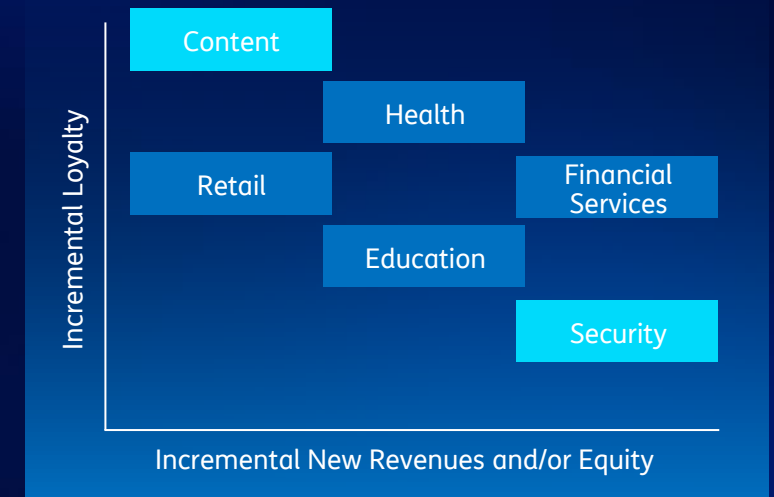 Content
Health
Retail
Financial
Services
Education
Security
Incremental Loyalty
Incremental New Revenues and/or Equity